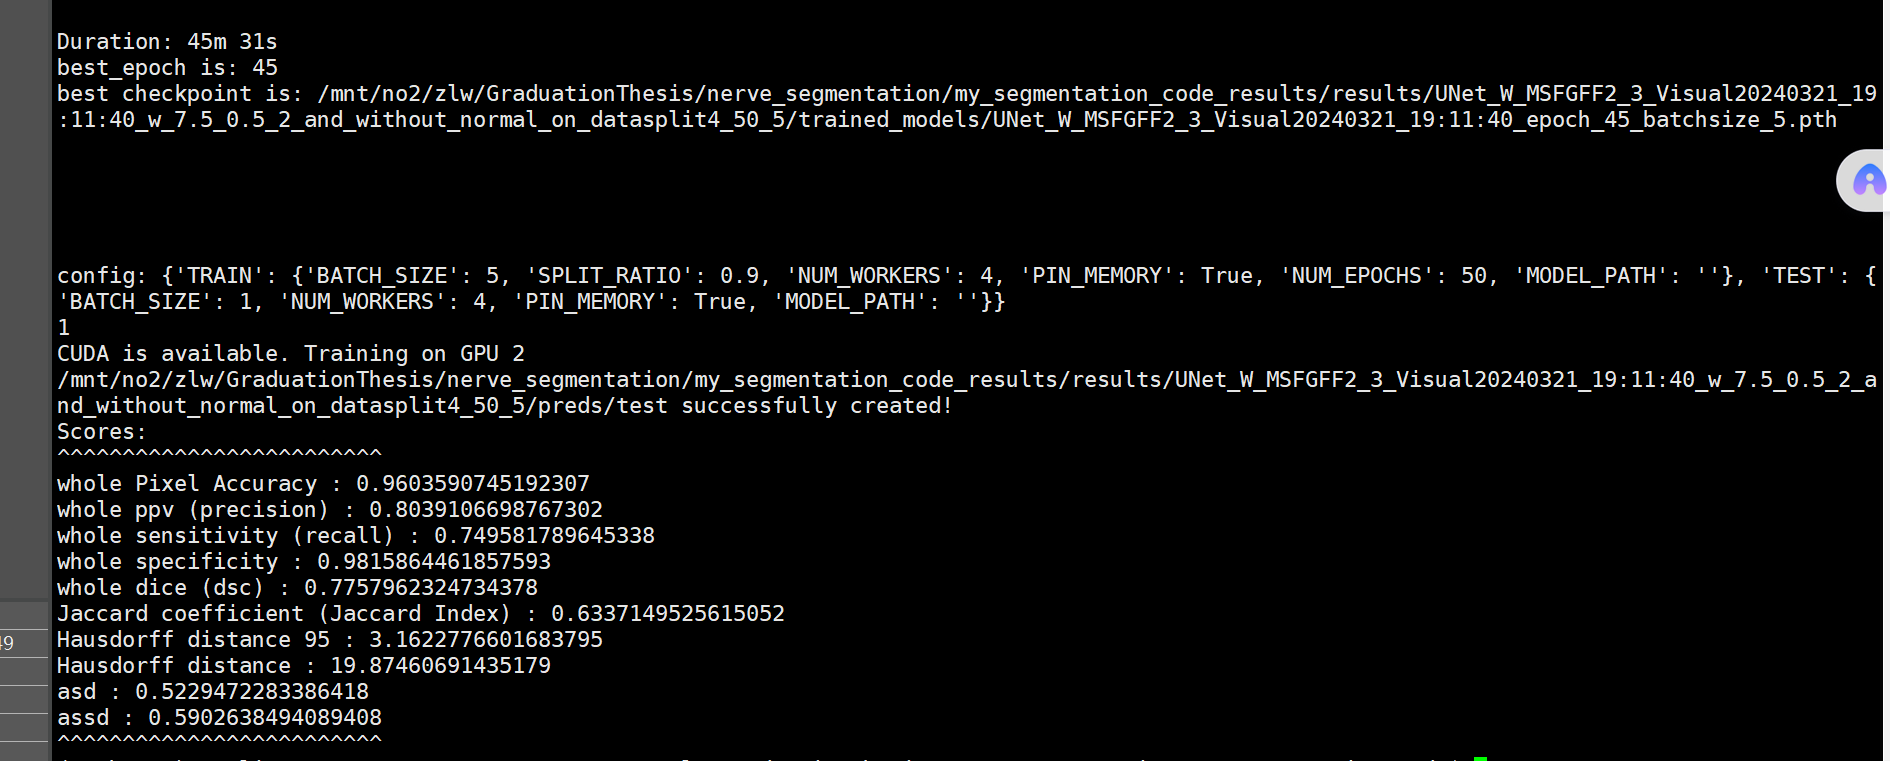 Duration: 45m 31s
best_epoch is: 45
best checkpoint is: /mnt/no2/zlw/GraduationThesis/nerve_segmentation/my_segmentation_code_results/results/UNet_W_MSFGFF2_3_Visual20240321_19
:11:40_w_7.5_0.5_2_and_without_normal_on_datasplit4_50_5/trained_models/UNet_W_MSFGFF2_3_Visual20240321_19:11:40_epoch_45_batchsize_5.pth
config: {'TRAIN': {'BATCH_SIZE': 5, 'SPLIT_RATIO': 0.9, 'NUM_WORKERS': 4, 'PIN_MEMORY': True, 'NUM_EPOCHS': 50, 'MODEL_PATH': ''}, 'TEST': {
'BATCH_SIZE': 1, 'NUM_WORKERS': 4, 'PIN_MEMORY': True, 'MODEL_PATH': ''}}
1
CUDA is available. Training on GPU 2
/mnt/no2/zlw/GraduationThesis/nerve_segmentation/my_segmentation_code_results/results/UNet_W_MSFGFF2_3_Visual20240321_19:11:40_w_7.5_0.5_2_a
nd_without_normal_on_datasplit4_50_5/preds/test successfully created!
Scores:
^^^^^^^^^^^^^^^^^^^^^^^^^
whole Pixel Accuracy : 0.9603590745192307
whole ppv (precision) : 0.8039106698767302
whole sensitivity (recall) : 0.749581789645338
whole specificity : 0.9815864461857593
whole dice (dsc) : 0.7757962324734378
Jaccard coefficient (Jaccard Index) : 0.6337149525615052
Hausdorff distance 95 : 3.1622776601683795
Hausdorff distance : 19.87460691435179
asd : 0.5229472283386418
assd : 0.5902638494089408
^^^^^^^^^^^^^^^^^^^^^^^^^